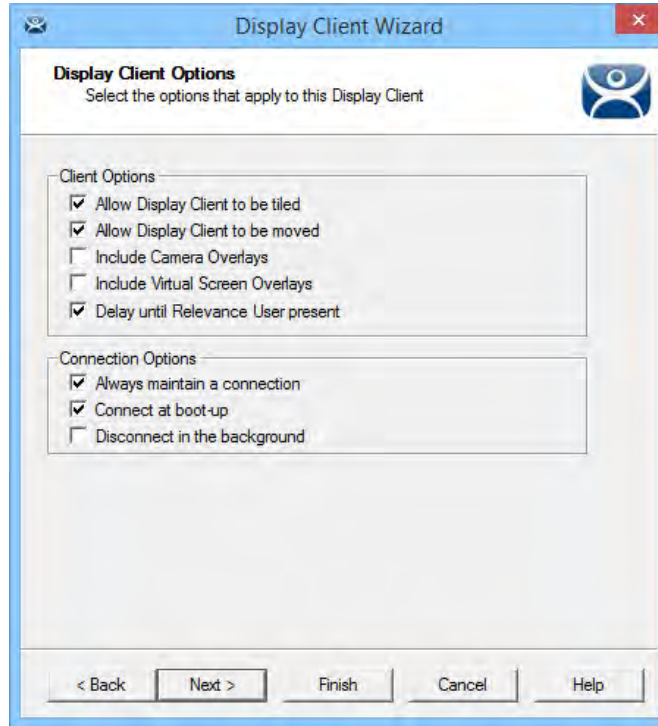 Display Client Wizard
Display Client Options
Select the options that apply to this Display Client
Client Options
Allow Display Client to be tiled
Allow Display Client to be moved
Include Camera Overlays
Include Virtual Screen Overlays
Delay until Relevance User present
Connection Options
Always maintain a connection
Connect at boot-up
Disconnect in the background
< Back Next > Finish Cancel Help